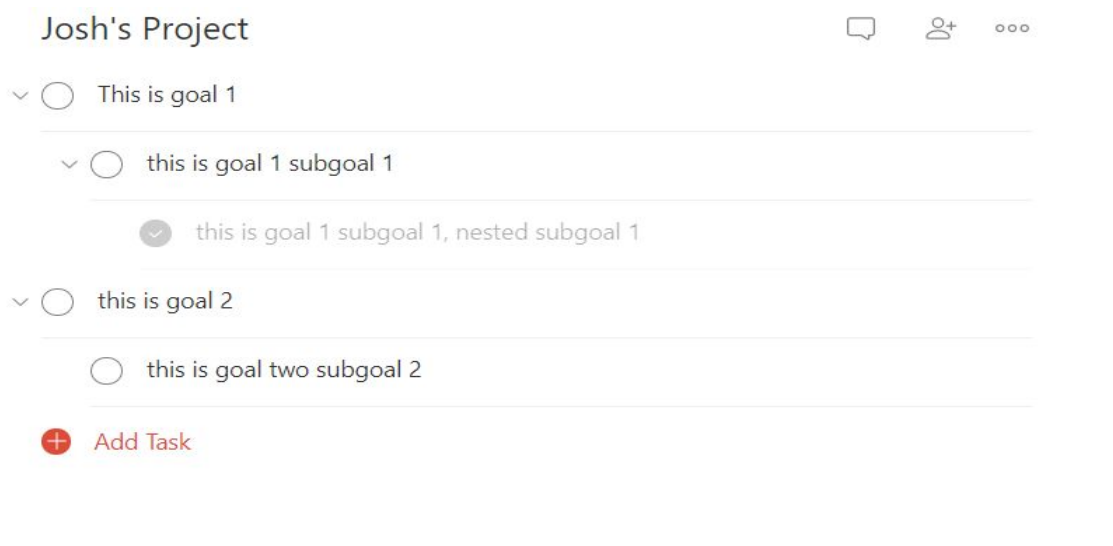 Josh's Project
This is goal 1
this is goal 1 subgoal 1
this is goal 1 subgoal 1, nested subgoal 1
this is goal 2
this is goal two subgoal 2
Add Task